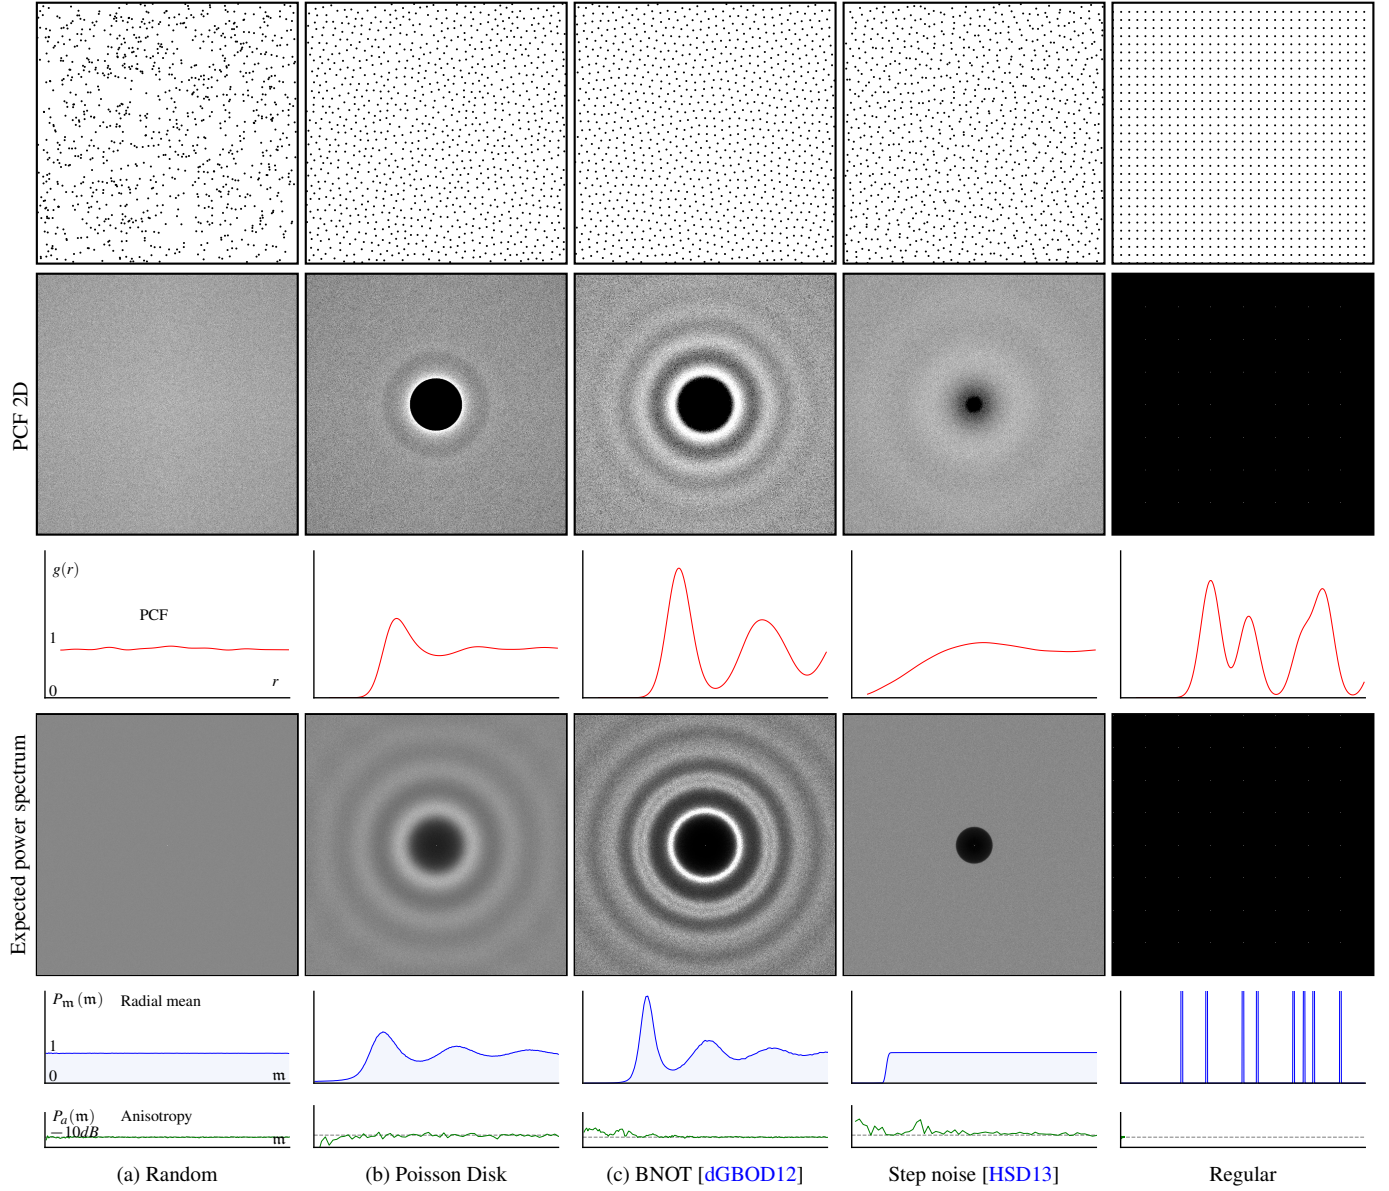 PCF 2D
g(r)
PCF
1
r
0
Expected power spectrum
P𝔪(𝔪) Radial mean
1
0 𝔪
Pa(𝔪) Anisotropy
−10dB 𝔪
(a) Random (b) Poisson Disk (c) BNOT [dGBOD12] Step noise [HSD13] Regular